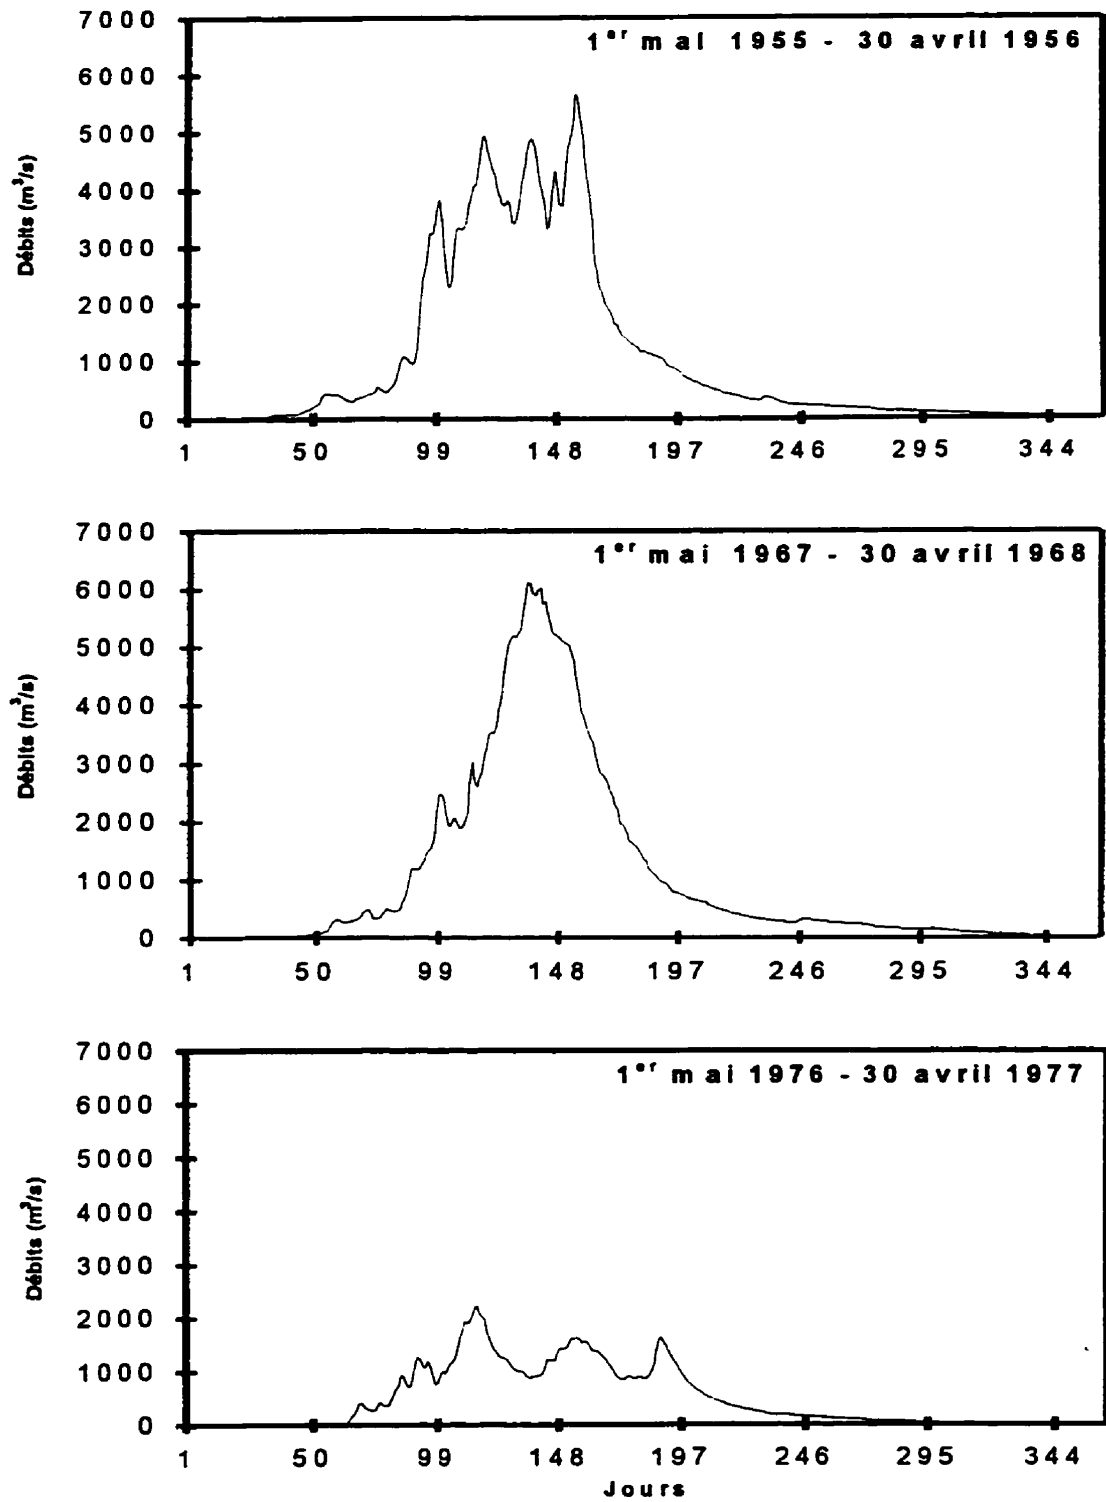 1er mai 1955 - 30 avril 1956
Débits (m³/s)
7000
6000
5000
4000
3000
2000
1000
0
1 50 99 148 197 246 295 344
1er mai 1967 - 30 avril 1968
Débits (m³/s)
7000
6000
5000
4000
3000
2000
1000
0
1 50 99 148 197 246 295 344
1er mai 1976 - 30 avril 1977
Débits (m³/s)
7000
6000
5000
4000
3000
2000
1000
0
1 50 99 148 197 246 295 344
Jours